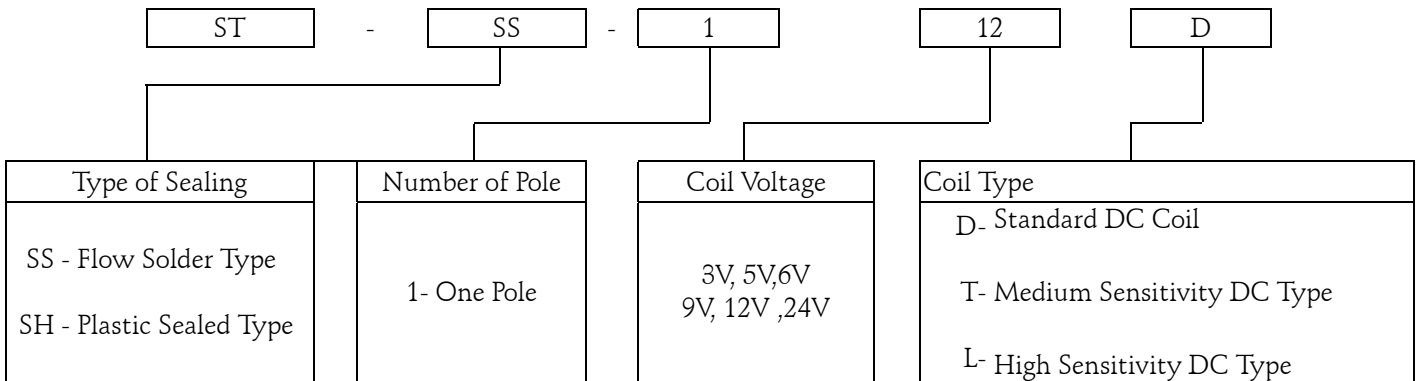 ST - SS - 1 12 D
Type of Sealing
SS - Flow Solder Type
SH - Plastic Sealed Type
Number of Pole
1- One Pole
Coil Voltage
3V, 5V,6V
9V, 12V ,24V
Coil Type
D- Standard DC Coil
T- Medium Sensitivity DC Type
L- High Sensitivity DC Type